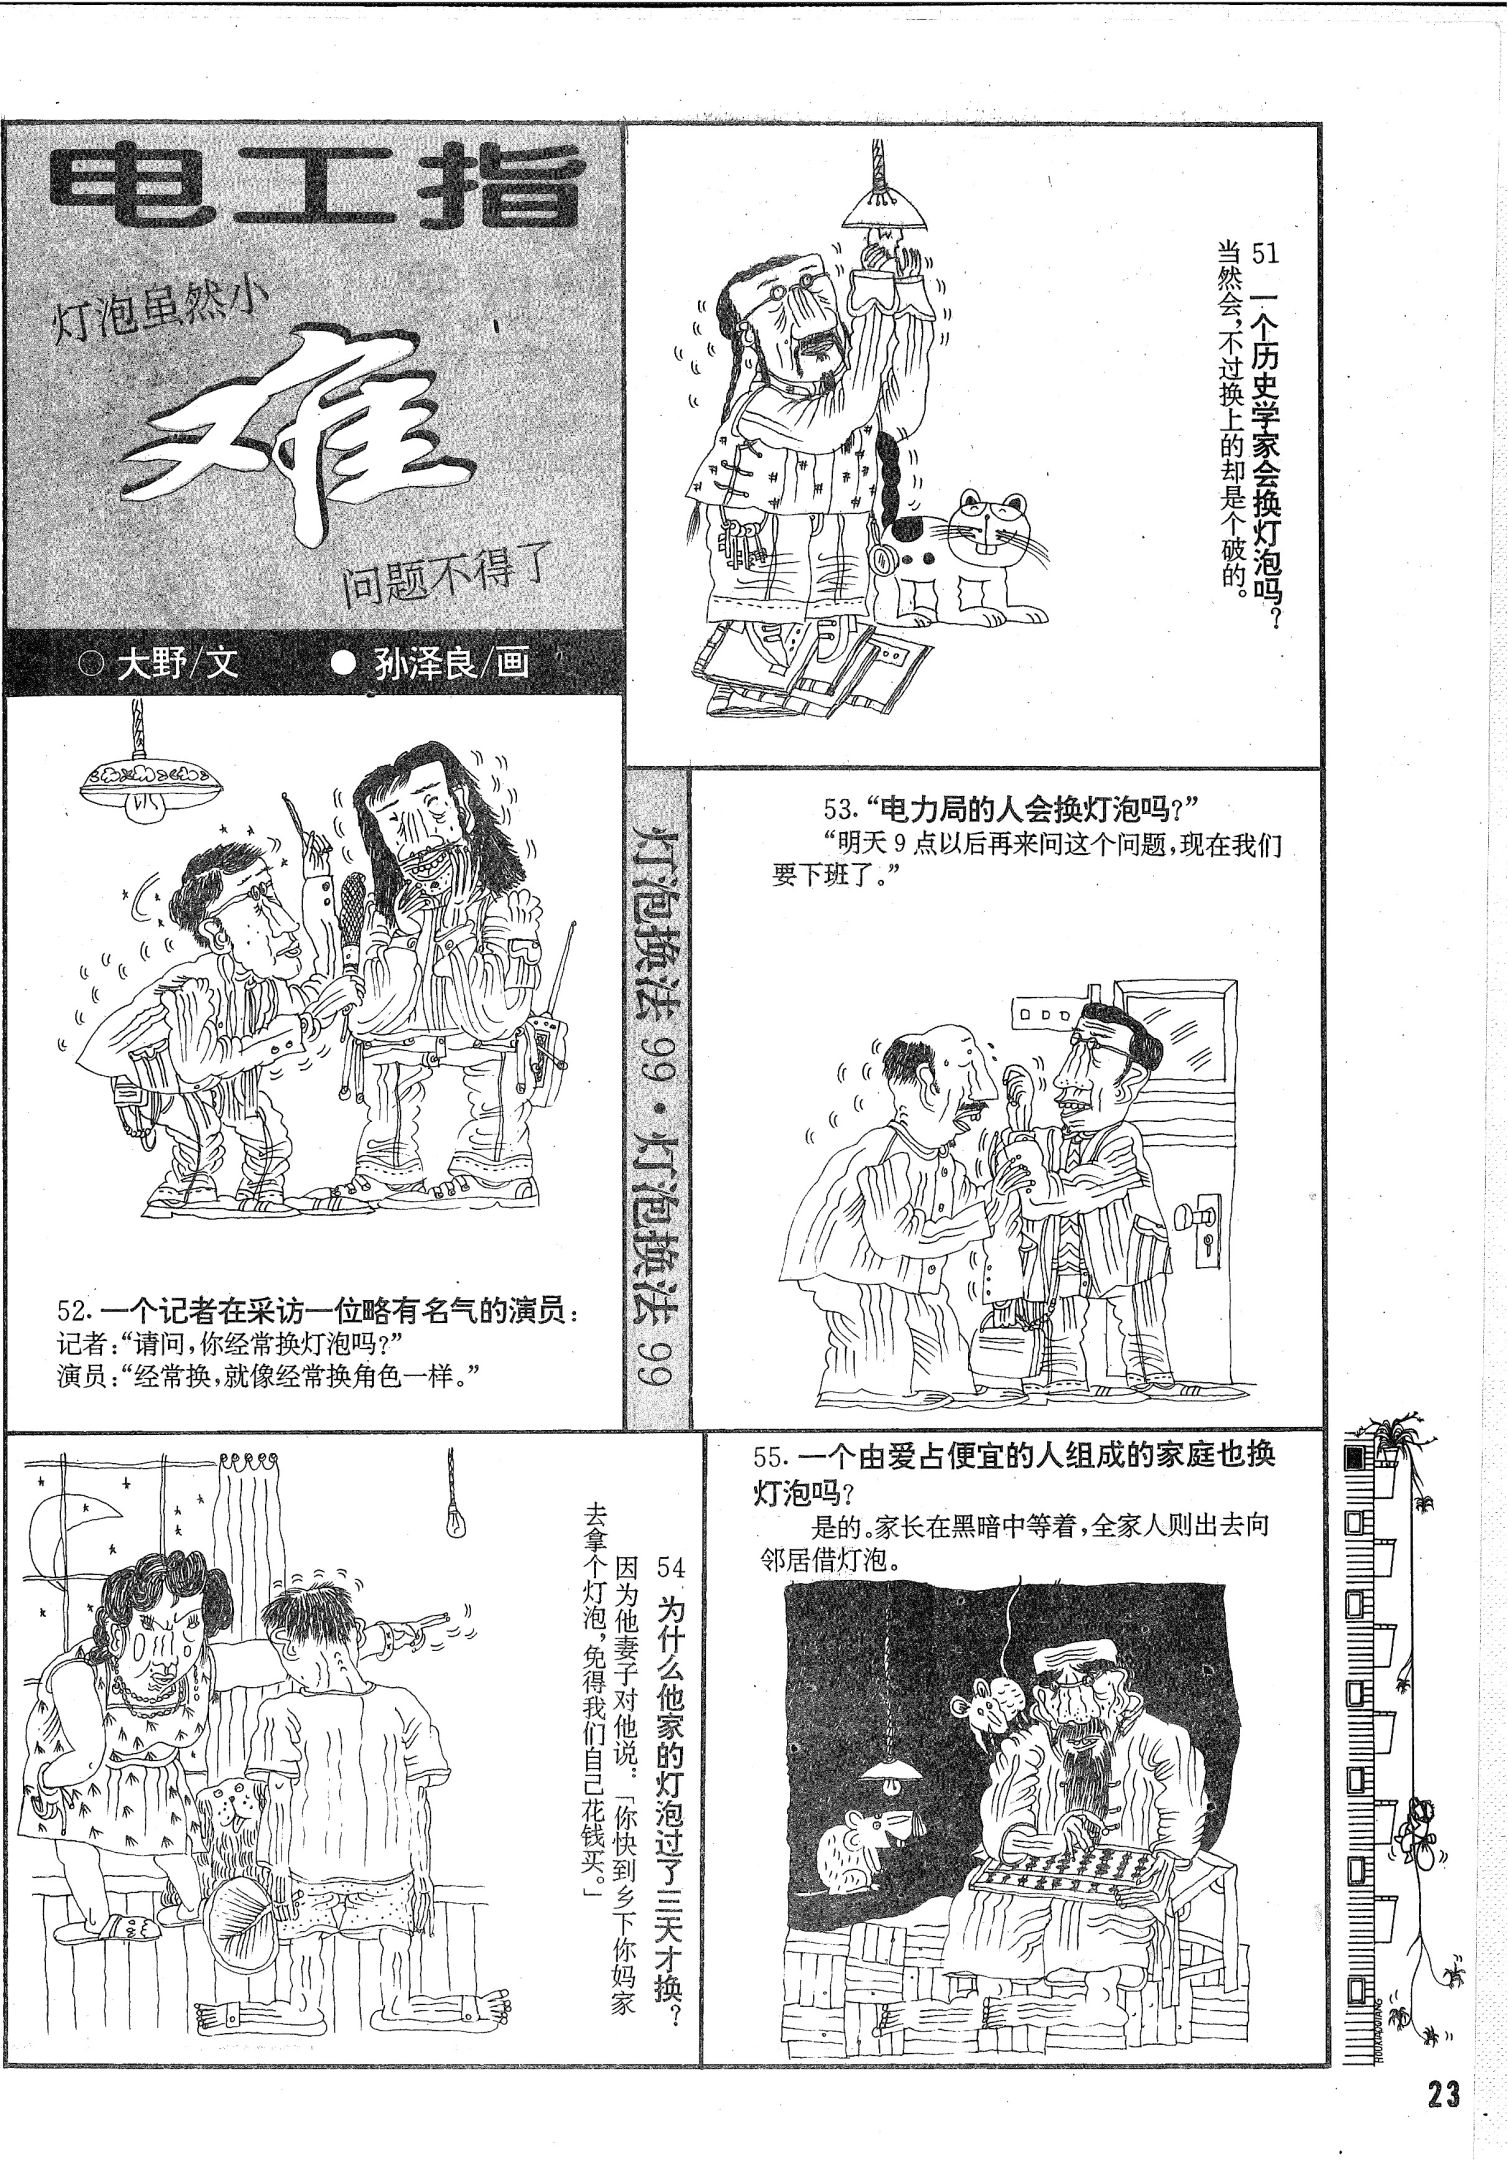 电工指
灯泡虽然小
难
问题不得了
○大野/文 ●孙泽良/画
51 一个历史学家会换灯泡吗?
当然会,不过换上的却是个破的。
52. 一个记者在采访一位略有名气的演员:
记者:“请问,你经常换灯泡吗?”
演员:“经常换,就像经常换角色一样。”
灯泡换法 99·灯泡换法 99
53. “电力局的人会换灯泡吗?”
“明天9点以后再来问这个问题,现在我们
要下班了。”
54 为什么他家的灯泡过了三天才换?
因为他妻子对他说:「你快到乡下你妈家
去拿个灯泡,免得我们自己花钱买。」
55. 一个由爱占便宜的人组成的家庭也换
灯泡吗?
是的。家长在黑暗中等着,全家人则出去向
邻居借灯泡。
23